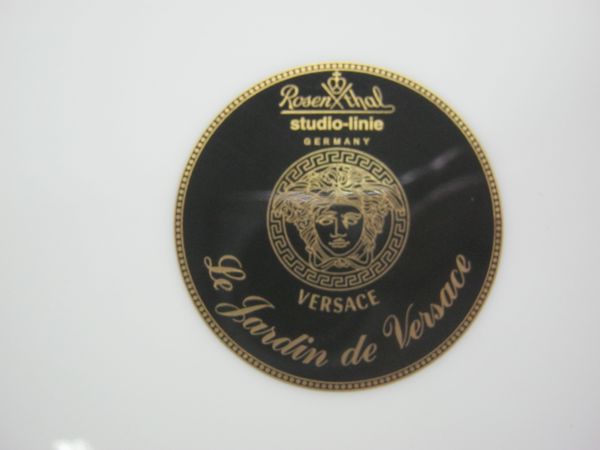 Rosenthal
studio-linie
GERMANY
VERSACE
Le Jardin de Versace